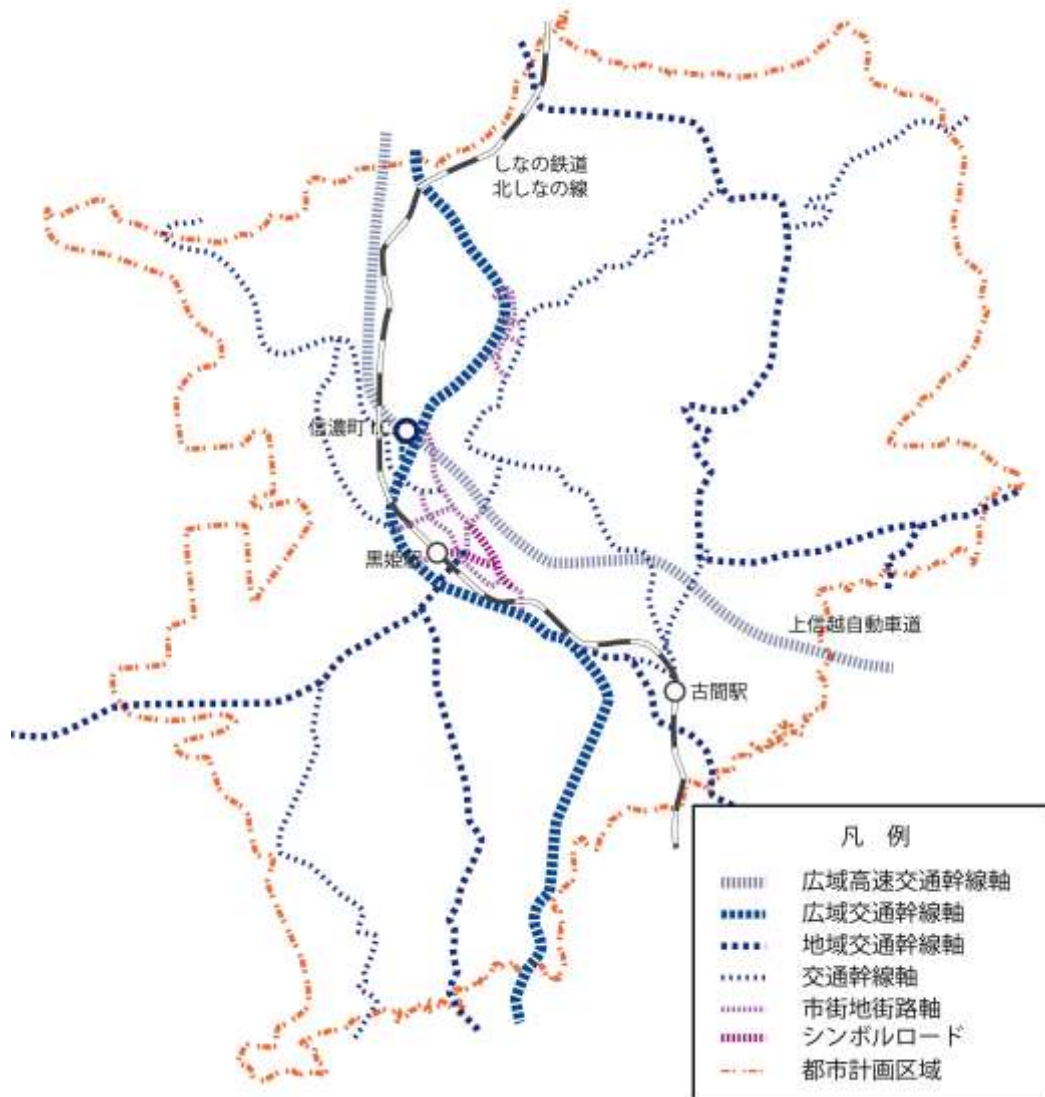 しなの鉄道
北しなの線
信濃町 I.C
黒姫駅
上信越自動車道
古間駅
凡 例
広域高速交通幹線軸
広域交通幹線軸
地域交通幹線軸
交通幹線軸
市街地街路軸
シンボルロード
都市計画区域